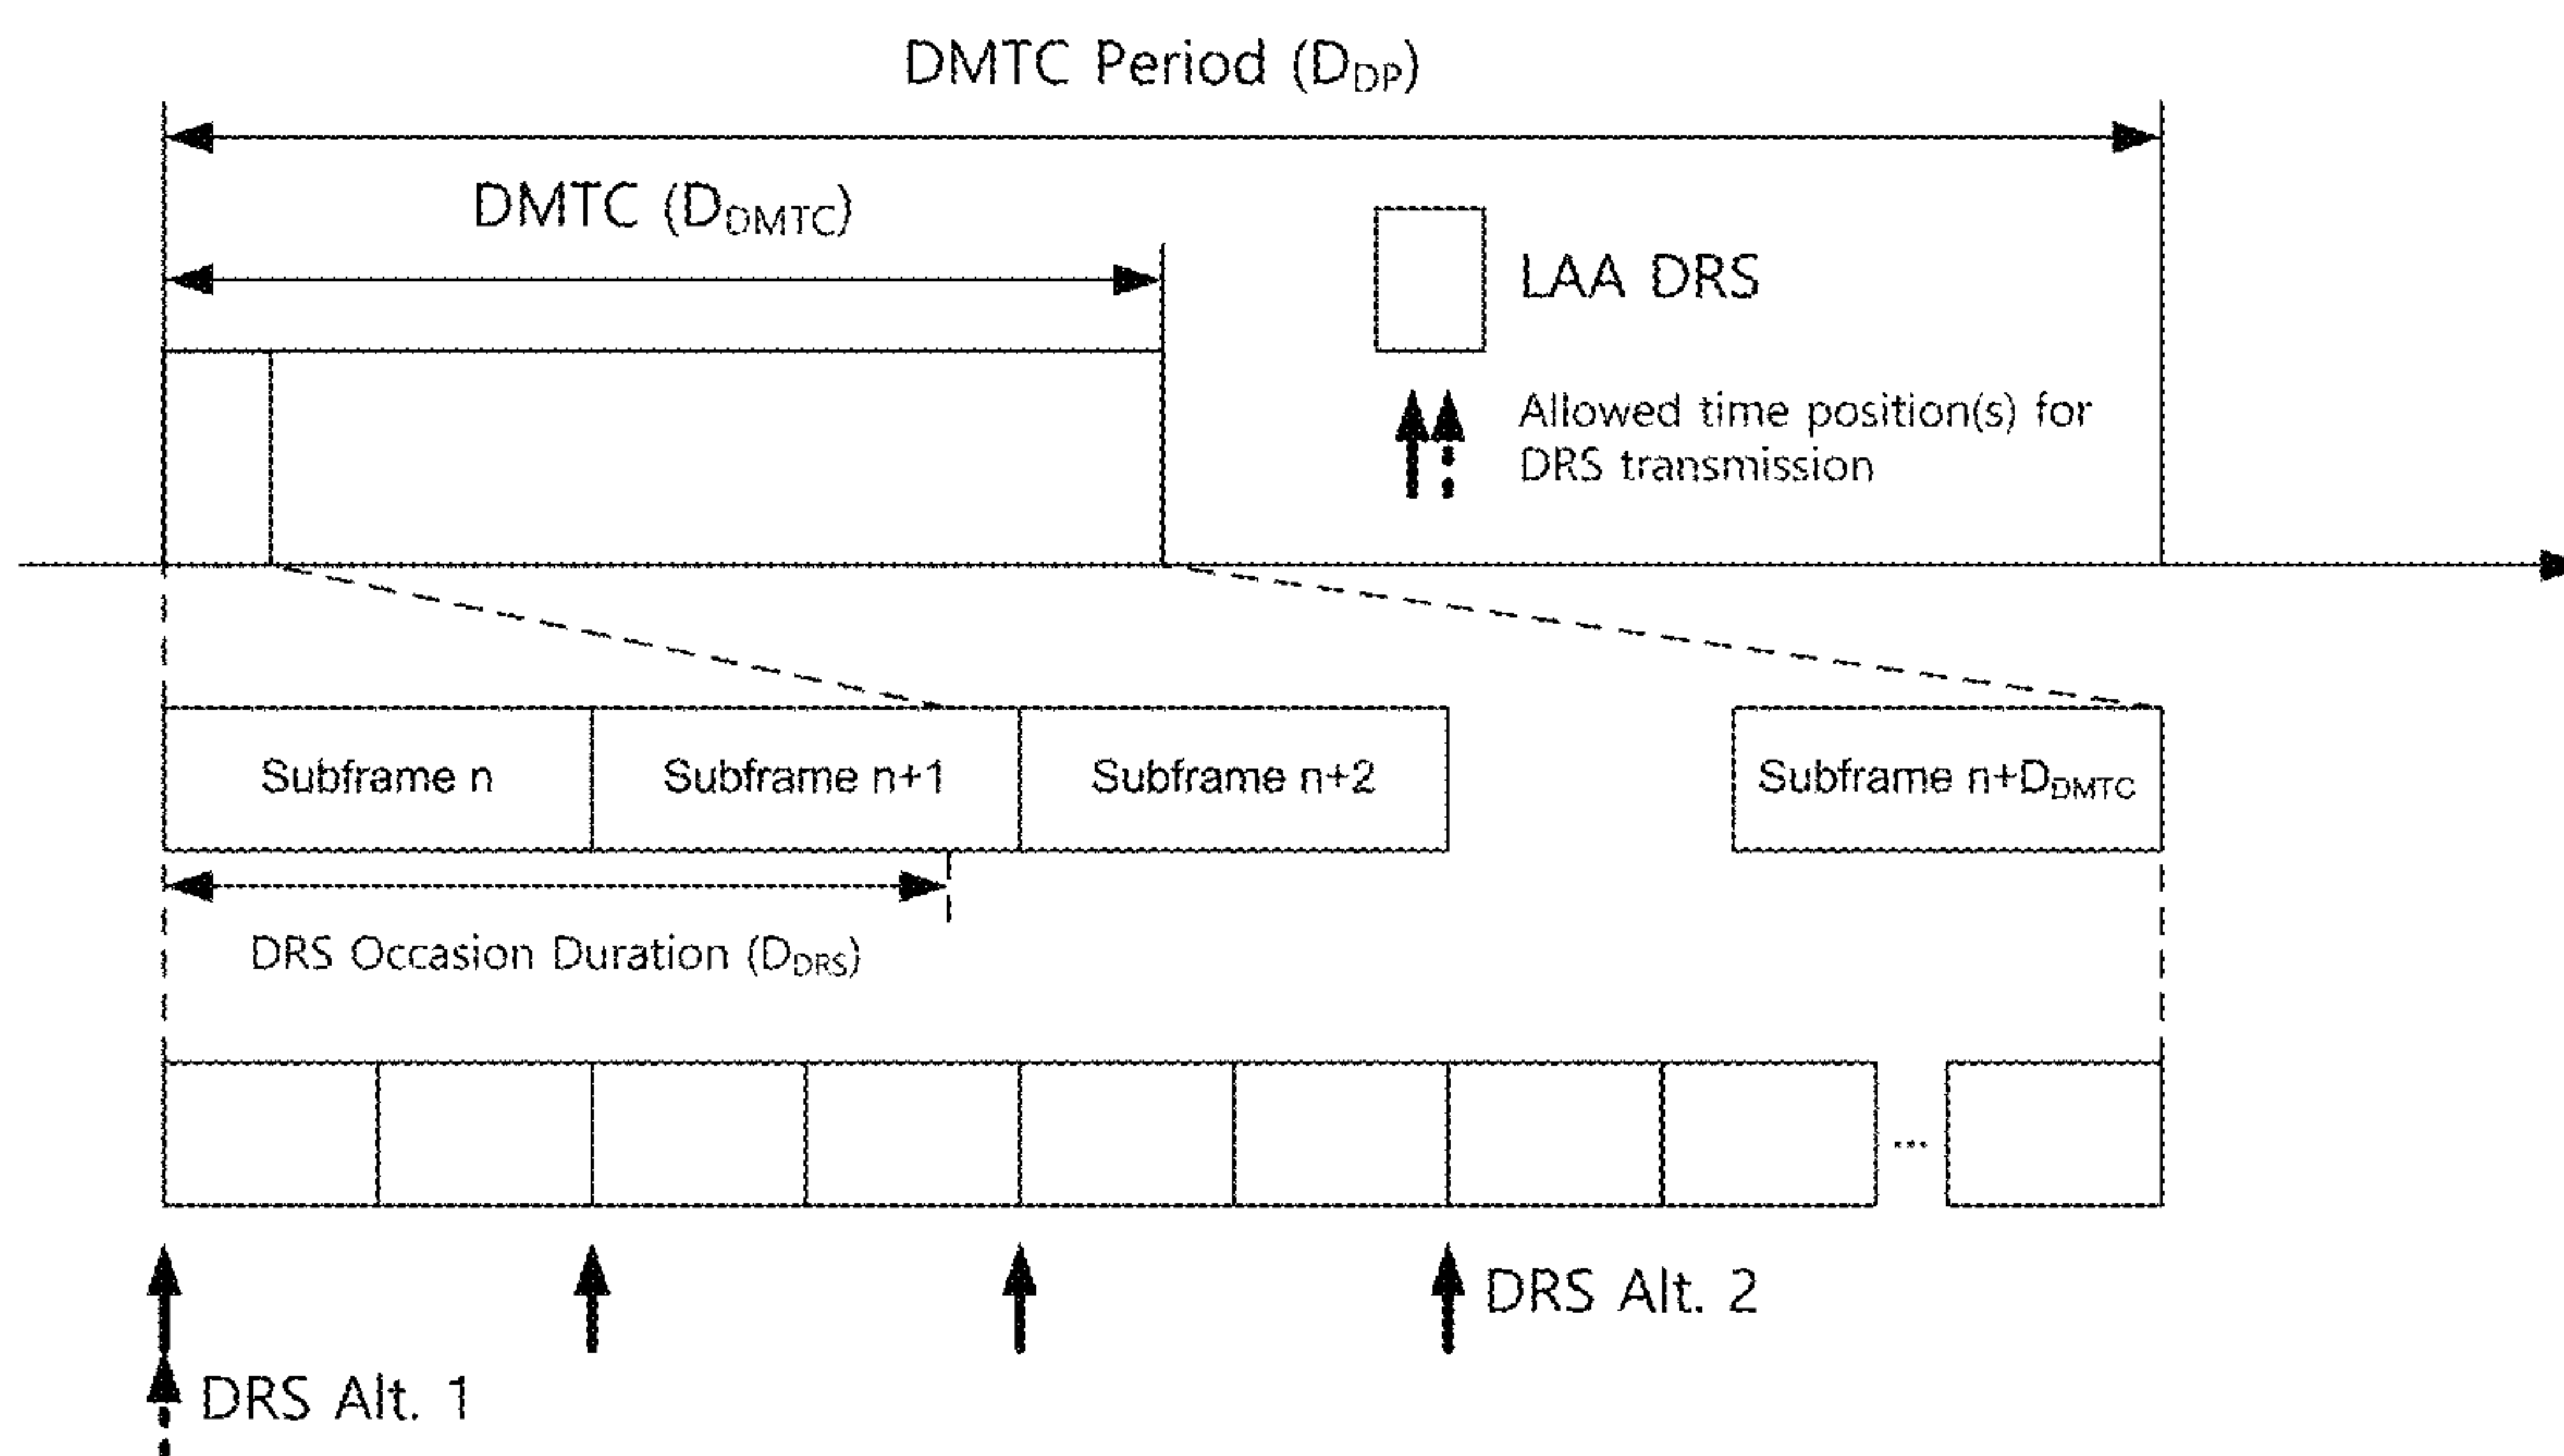 DMTC Period (DDP)
DMTC (DDMTC)
LAA DRS
Allowed time position(s) for
DRS transmission
Subframe n
Subframe n+1
Subframe n+2
Subframe n+DDMTC
DRS Occasion Duration (DDRS)
...
DRS Alt. 2
DRS Alt. 1